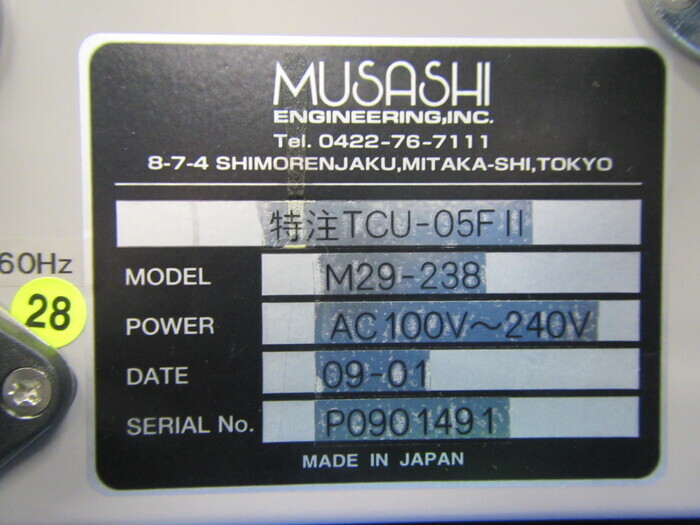 MUSASHI
ENGINEERING,INC.
Tel. 0422-76-7111
8-7-4 SHIMORENJAKU,MITAKA-SHI,TOKYO
特注TCU-05FⅡ
60Hz
MODEL M29-238
28
POWER AC100V〜240V
DATE 09-01
SERIAL No. P0901491
MADE IN JAPAN